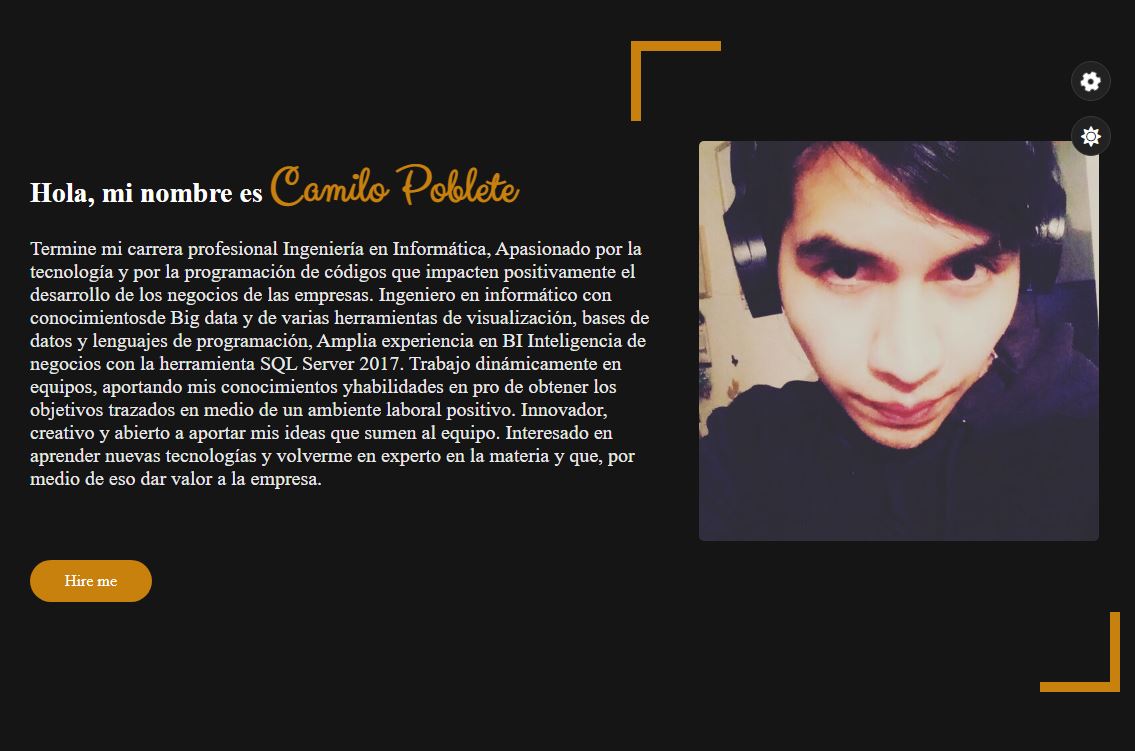 Hola, mi nombre es Camilo Poblete
Termine mi carrera profesional Ingeniería en Informática, Apasionado por la
tecnología y por la programación de códigos que impacten positivamente el
desarrollo de los negocios de las empresas. Ingeniero en informático con
conocimientosde Big data y de varias herramientas de visualización, bases de
datos y lenguajes de programación, Amplia experiencia en BI Inteligencia de
negocios con la herramienta SQL Server 2017. Trabajo dinámicamente en
equipos, aportando mis conocimientos yhabilidades en pro de obtener los
objetivos trazados en medio de un ambiente laboral positivo. Innovador,
creativo y abierto a aportar mis ideas que sumen al equipo. Interesado en
aprender nuevas tecnologías y volverme en experto en la materia y que, por
medio de eso dar valor a la empresa.
Hire me